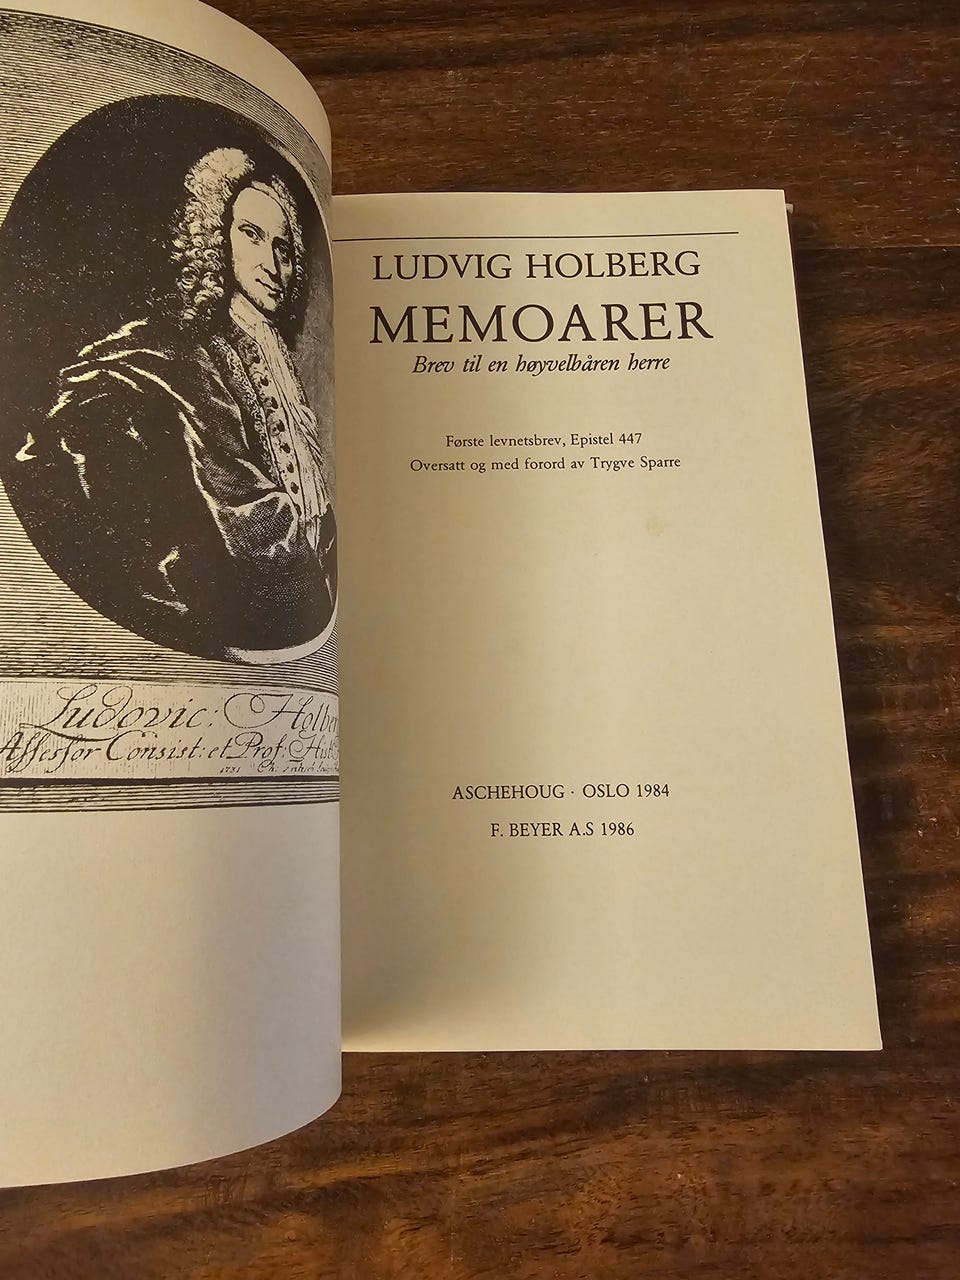 Ludovic: Holber
Assessor Consist: et Prof: Hist
1731
LUDVIG HOLBERG
MEMOARER
Brev til en høyvelbåren herre
Første levnetsbrev, Epistel 447
Oversatt og med forord av Trygve Sparre
ASCHEHOUG · OSLO 1984
F. BEYER A.S 1986